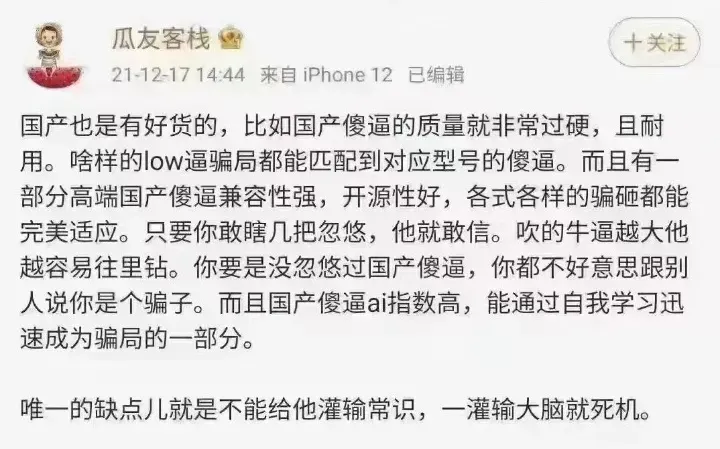 瓜友客栈
+关注
21-12-17 14:44 来自 iPhone 12 已编辑
国产也是有好货的，比如国产傻逼的质量就非常过硬，且耐
用。啥样的low逼骗局都能匹配到对应型号的傻逼。而且有一
部分高端国产傻逼兼容性强，开源性好，各式各样的骗砸都能
完美适应。只要你敢瞎几把忽悠，他就敢信。吹的牛逼越大他
越容易往里钻。你要是没忽悠过国产傻逼，你都不好意思跟别
人说你是个骗子。而且国产傻逼ai指数高，能通过自我学习迅
速成为骗局的一部分。
唯一的缺点儿就是不能给他灌输常识，一灌输大脑就死机。